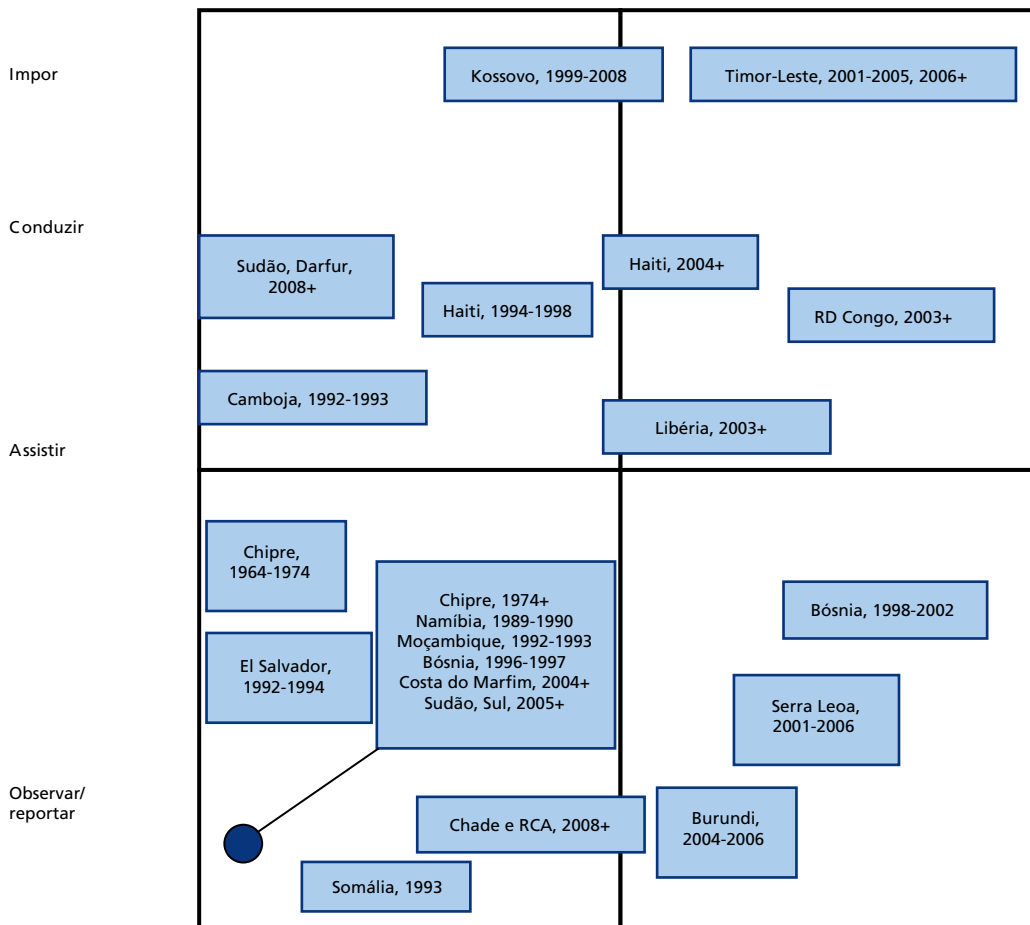 Impor
Kossovo, 1999-2008
Timor-Leste, 2001-2005, 2006+
Conduzir
Sudão, Darfur,
2008+
Haiti, 2004+
Haiti, 1994-1998
RD Congo, 2003+
Camboja, 1992-1993
Libéria, 2003+
Assistir
Chipre,
1964-1974
Chipre, 1974+
Namíbia, 1989-1990
Moçambique, 1992-1993
Bósnia, 1996-1997
Costa do Marfim, 2004+
Sudão, Sul, 2005+
Bósnia, 1998-2002
El Salvador,
1992-1994
Serra Leoa,
2001-2006
Observar/
reportar
Chade e RCA, 2008+
Burundi,
2004-2006
Somália, 1993